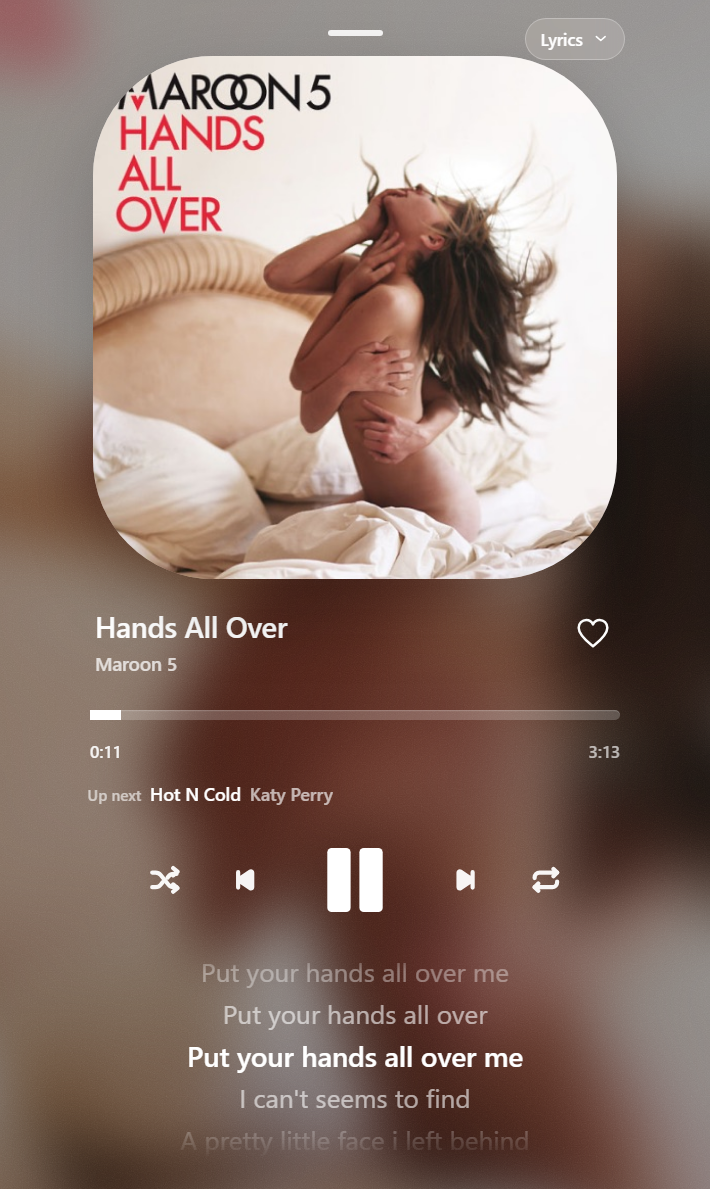 Lyrics
MAROON 5
HANDS
ALL
OVER
Hands All Over
Maroon 5
0:11
3:13
Up next Hot N Cold Katy Perry
Put your hands all over me
Put your hands all over
Put your hands all over me
I can't seems to find
A pretty little face i left behind